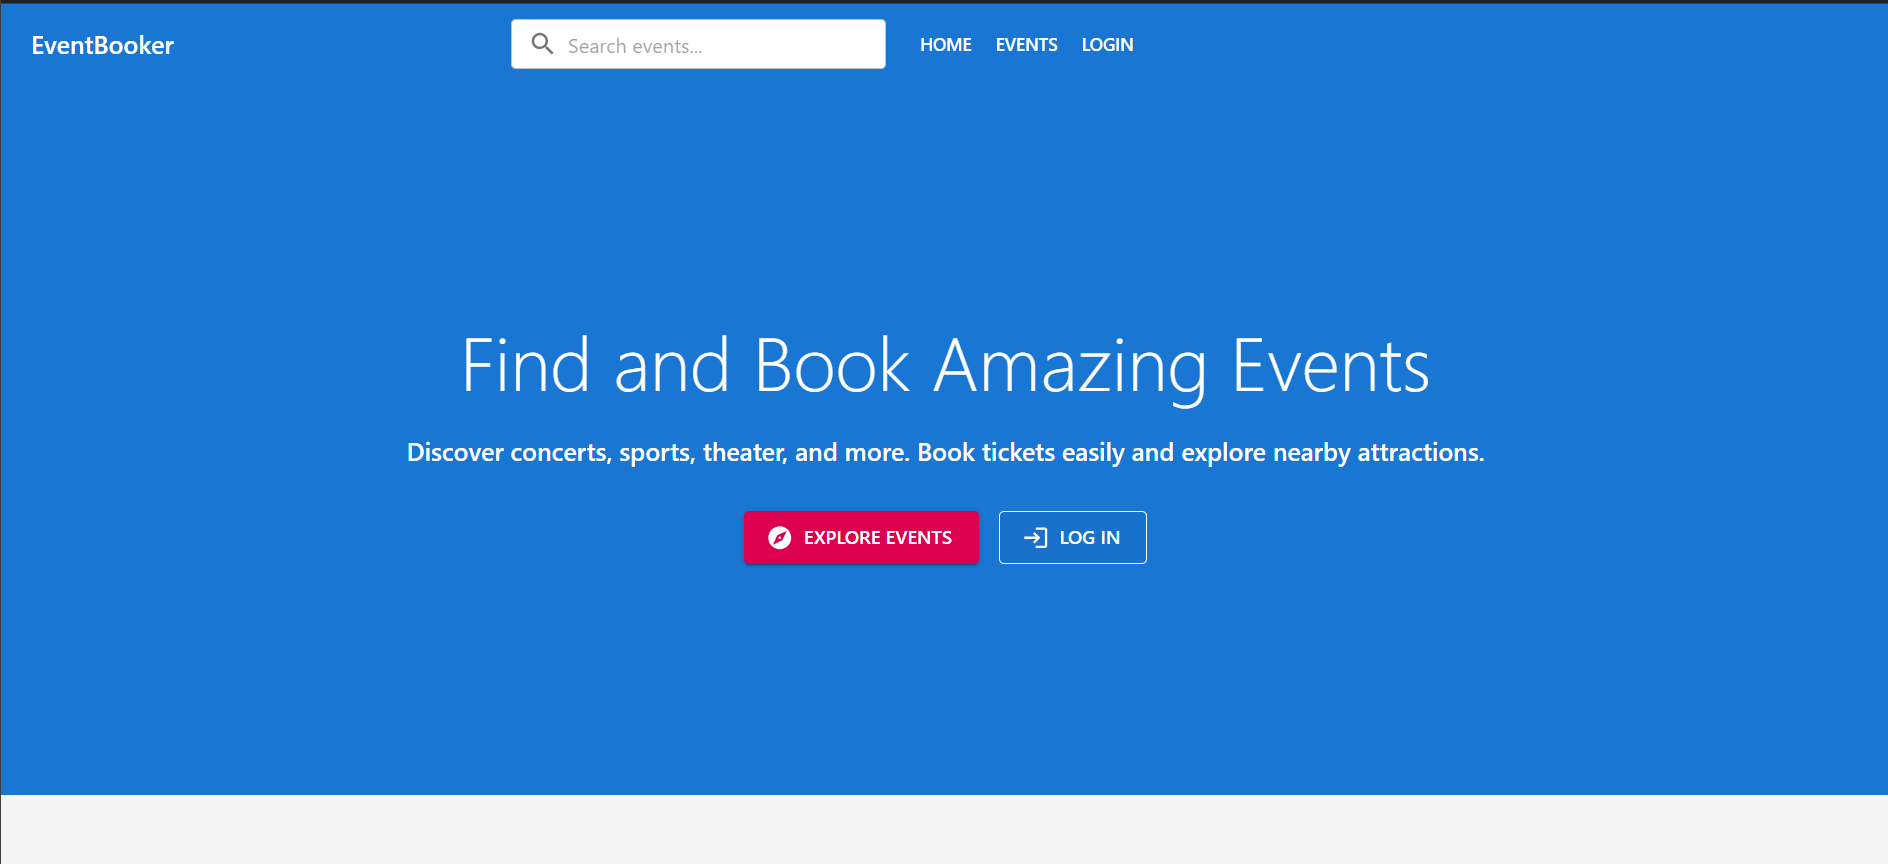 EventBooker
Search events...
HOME EVENTS LOGIN
Find and Book Amazing Events
Discover concerts, sports, theater, and more. Book tickets easily and explore nearby attractions.
EXPLORE EVENTS
LOG IN